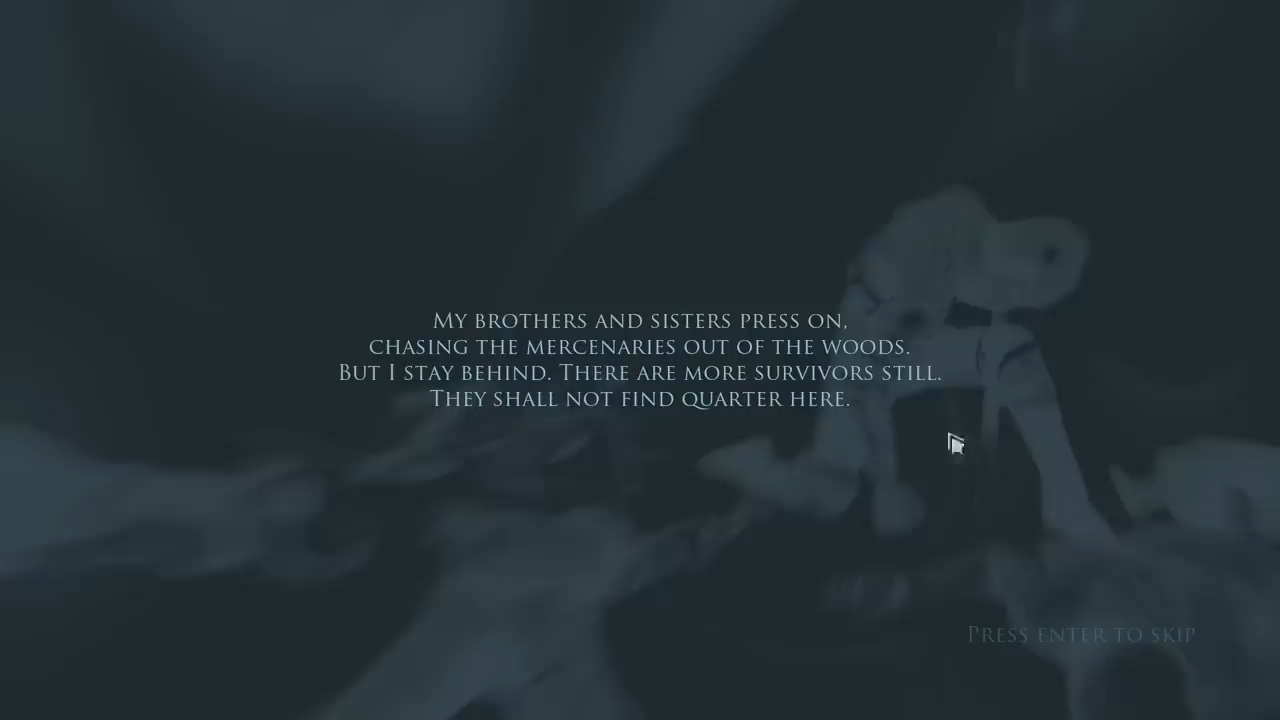 My brothers and sisters press on,
chasing the mercenaries out of the woods.
But I stay behind. There are more survivors still.
They shall not find quarter here.
Press enter to skip